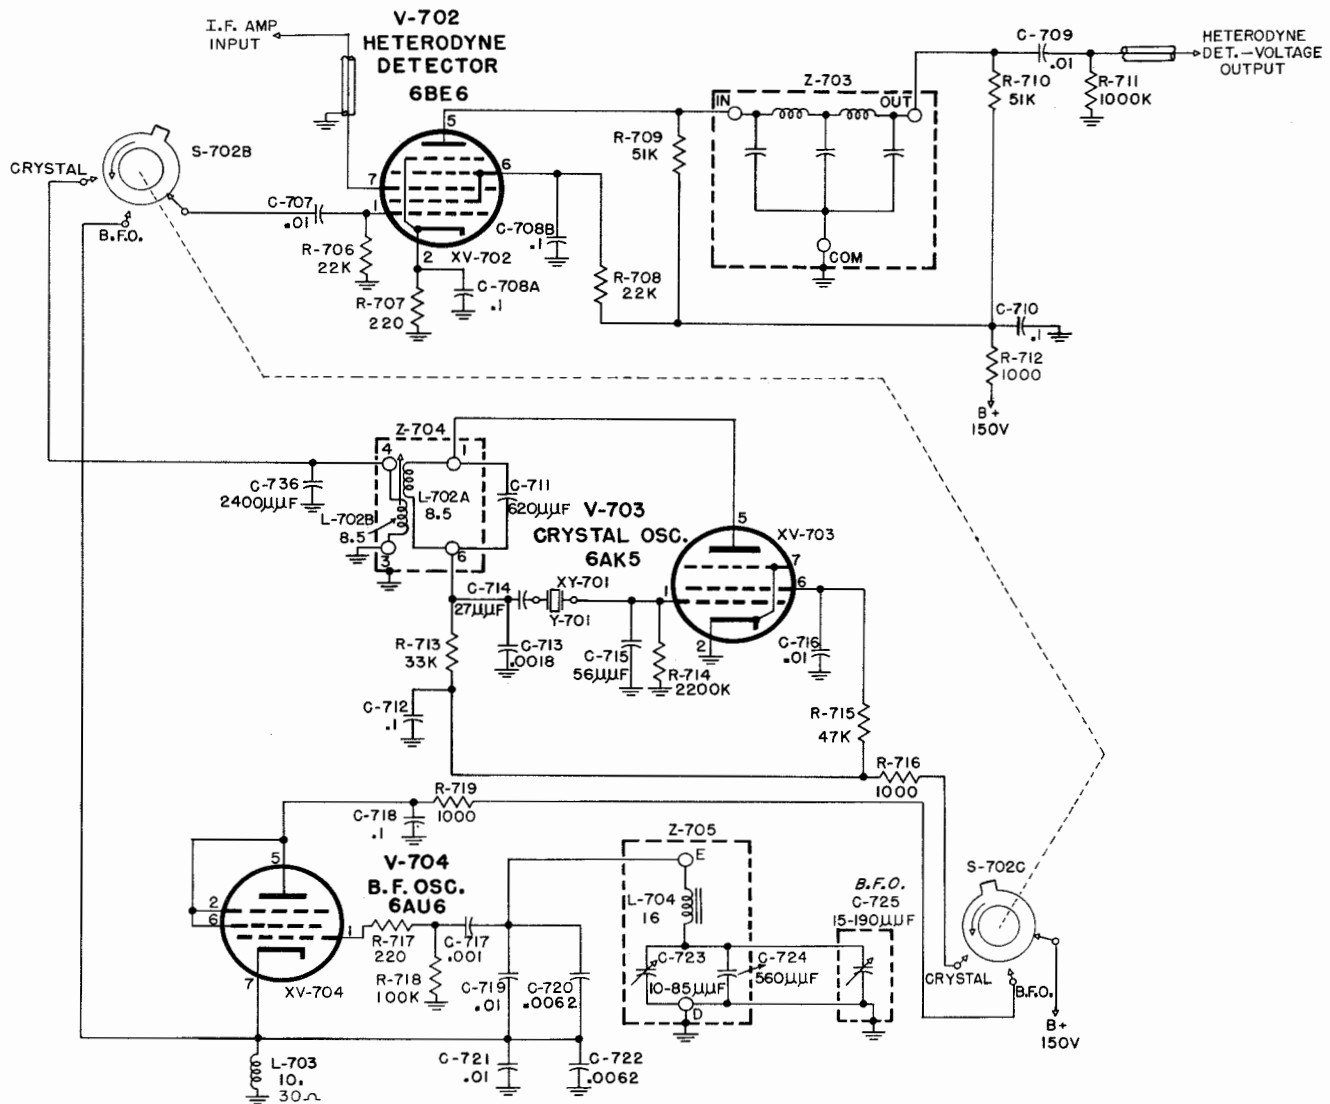 I.F. AMP
INPUT
V-702
HETERODYNE
DETECTOR
6BE6
S-702B
CRYSTAL
B.F.O.
C-707
.01
R-706
22K
7
1
5
6
2
XV-702
R-707
220
C-708A
.1
C-708B
.1
R-708
22K
R-709
51K
Z-703
IN
OUT
COM
C-709
.01
R-710
51K
R-711
1000K
HETERODYNE
DET.-VOLTAGE
OUTPUT
C-710
.1
R-712
1000
B+
150V
Z-704
4
1
3
6
C-736
2400µµF
L-702A
8.5
L-702B
8.5
C-711
620µµF
V-703
CRYSTAL OSC.
6AK5
XV-703
5
7
6
1
2
C-714
27µµF
XY-701
Y-701
R-713
33K
C-713
.0018
C-715
56µµF
R-714
2200K
C-716
.01
C-712
.1
R-715
47K
R-716
1000
R-719
1000
C-718
.1
V-704
B.F. OSC.
6AU6
5
2
6
1
7
XV-704
R-717
220
C-717
.001
R-718
100K
C-719
.01
C-720
.0062
C-721
.01
C-722
.0062
L-703
10.
30Ω
Z-705
E
L-704
16
C-723
10-85µµF
C-724
560µµF
D
B.F.O.
C-725
15-190µµF
S-702C
CRYSTAL
B.F.O.
B+
150V